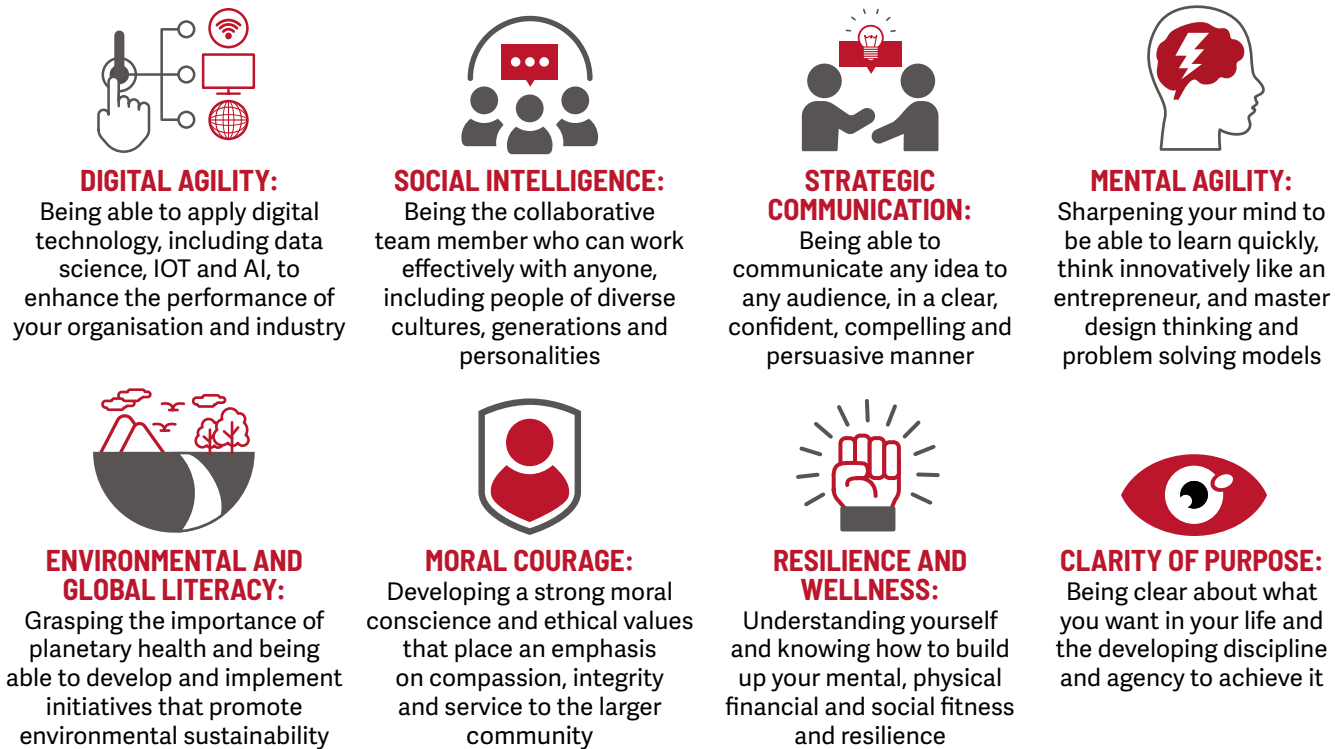 DIGITAL AGILITY:
Being able to apply digital
technology, including data
science, IOT and AI, to
enhance the performance of
your organisation and industry
SOCIAL INTELLIGENCE:
Being the collaborative
team member who can work
effectively with anyone,
including people of diverse
cultures, generations and
personalities
STRATEGIC
COMMUNICATION:
Being able to
communicate any idea to
any audience, in a clear,
confident, compelling and
persuasive manner
MENTAL AGILITY:
Sharpening your mind to
be able to learn quickly,
think innovatively like an
entrepreneur, and master
design thinking and
problem solving models
ENVIRONMENTAL AND
GLOBAL LITERACY:
Grasping the importance of
planetary health and being
able to develop and implement
initiatives that promote
environmental sustainability
MORAL COURAGE:
Developing a strong moral
conscience and ethical values
that place an emphasis
on compassion, integrity
and service to the larger
community
RESILIENCE AND
WELLNESS:
Understanding yourself
and knowing how to build
up your mental, physical
financial and social fitness
and resilience
CLARITY OF PURPOSE:
Being clear about what
you want in your life and
the developing discipline
and agency to achieve it